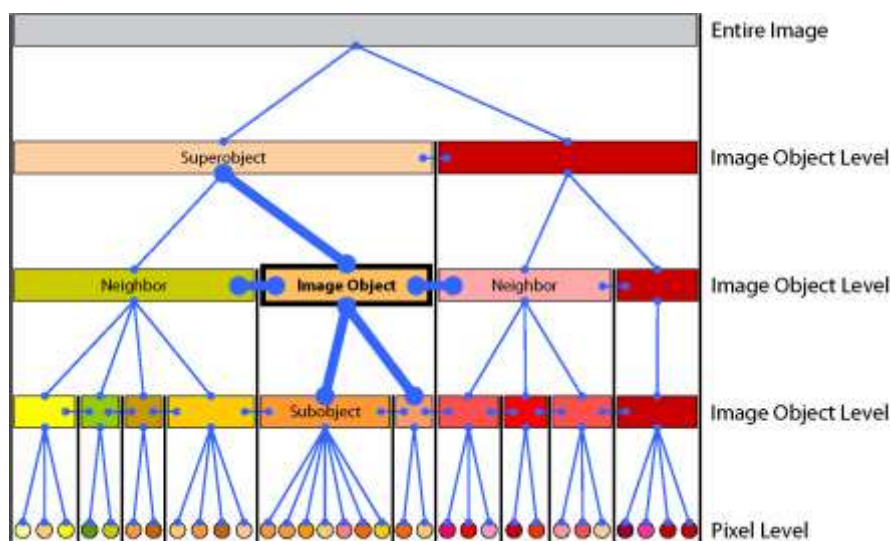 Entire Image
Superobject
Image Object Level
Neighbor
Image Object
Neighbor
Image Object Level
Subobject
Image Object Level
Pixel Level